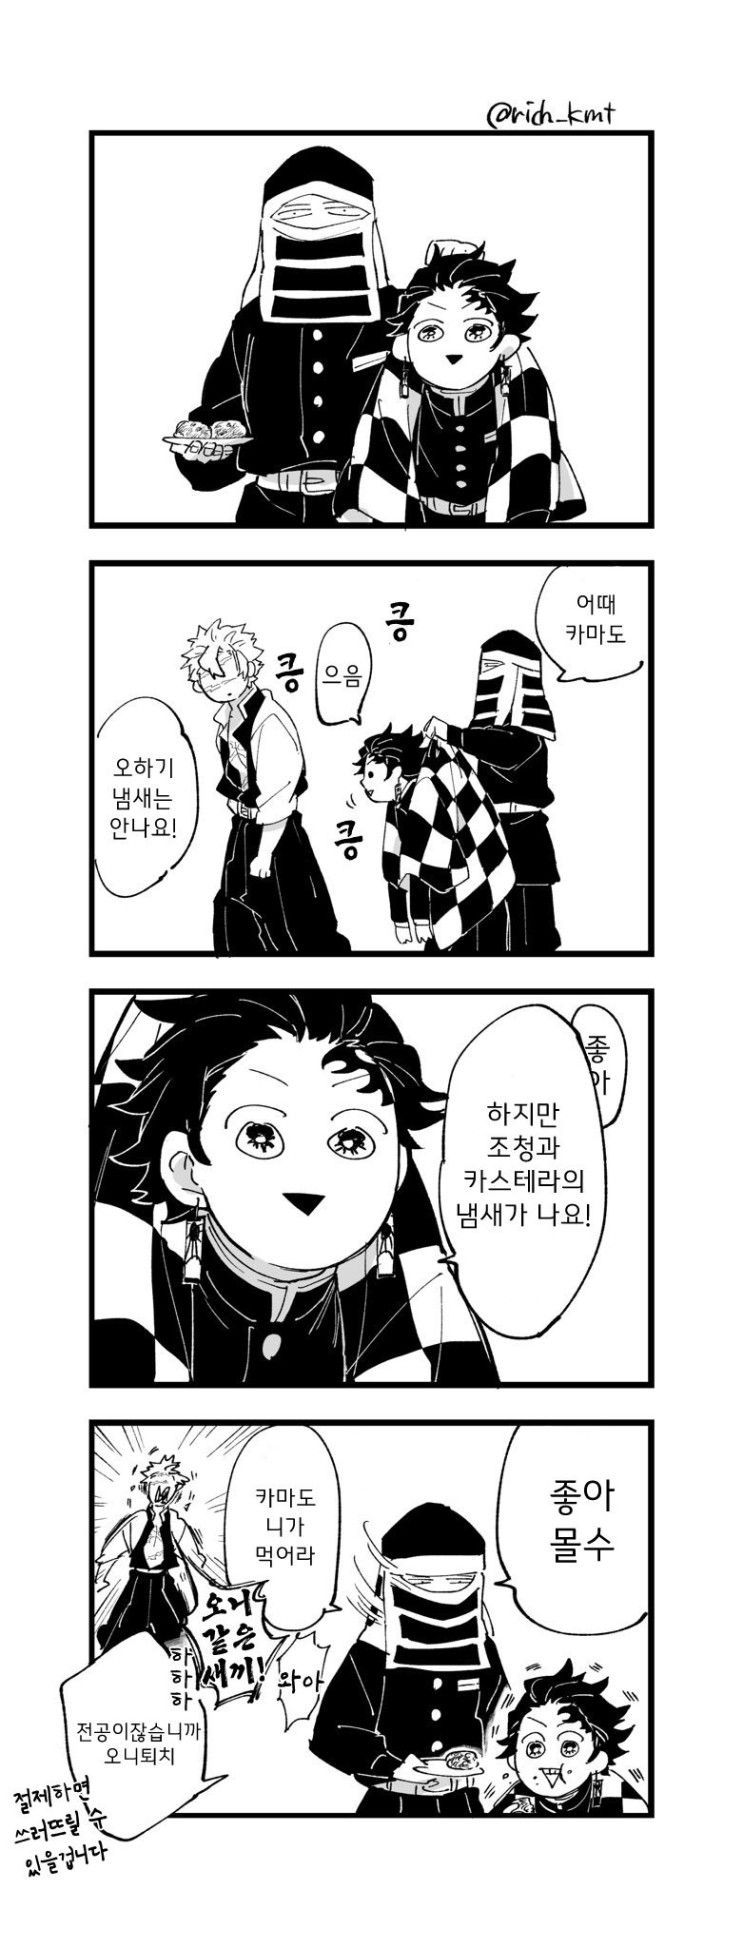 @rich_kmt
어때
카마도
킁
킁
으음
킁
오하기
냄새는
안나요!
좋
아
하지만
조청과
카스테라의
냄새가 나요!
좋아
몰수
카마도
니가
먹어라
오니
같은
새끼!
와아
하
하
하
전공이잖습니까
오니퇴치
절제하면
쓰러뜨릴 수
있을겁니다